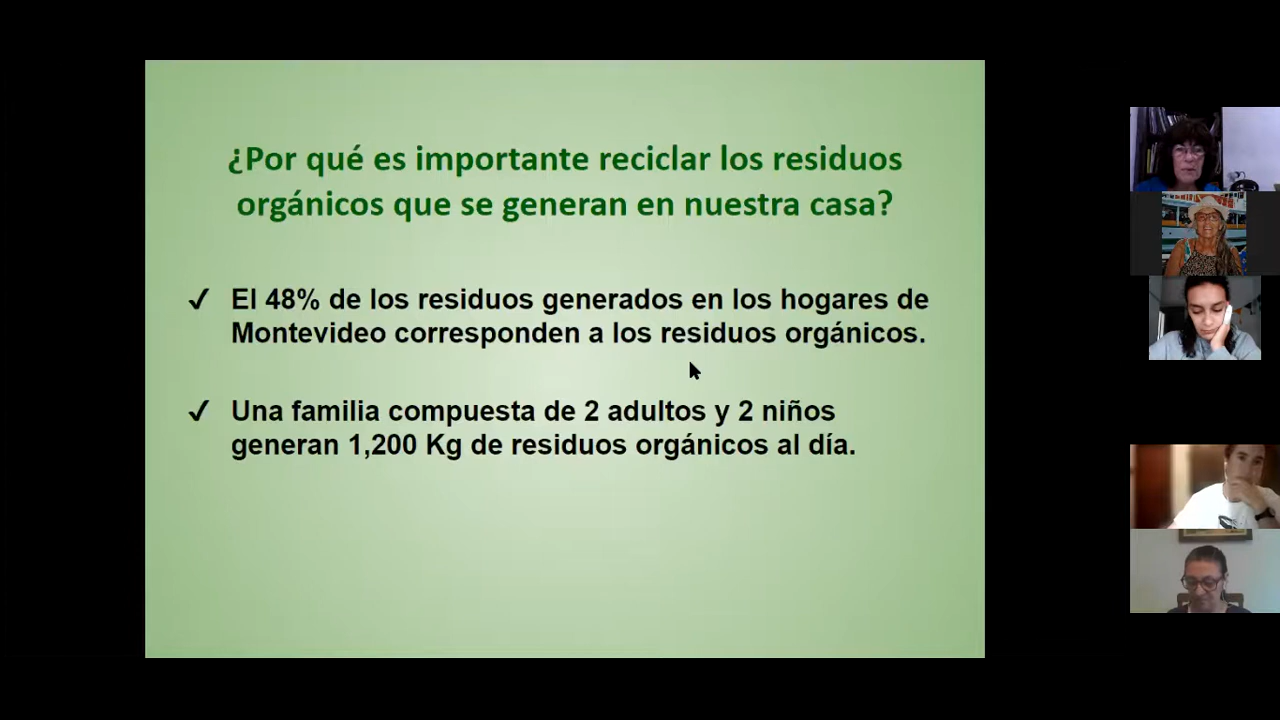 ¿Por qué es importante reciclar los residuos
orgánicos que se generan en nuestra casa?
✓ El 48% de los residuos generados en los hogares de
Montevideo corresponden a los residuos orgánicos.
✓ Una familia compuesta de 2 adultos y 2 niños
generan 1,200 Kg de residuos orgánicos al día.